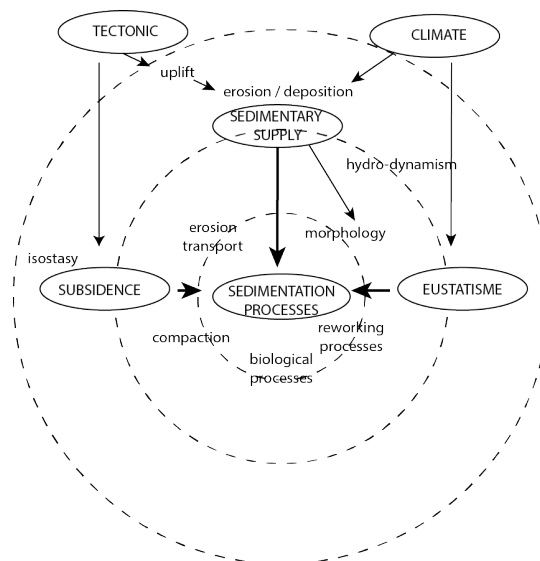 TECTONIC
CLIMATE
uplift
erosion / deposition
SEDIMENTARY
SUPPLY
hydro-dynamism
erosion
transport
morphology
isostasy
SUBSIDENCE
SEDIMENTATION
PROCESSES
EUSTATISME
compaction
reworking
processes
biological
processes